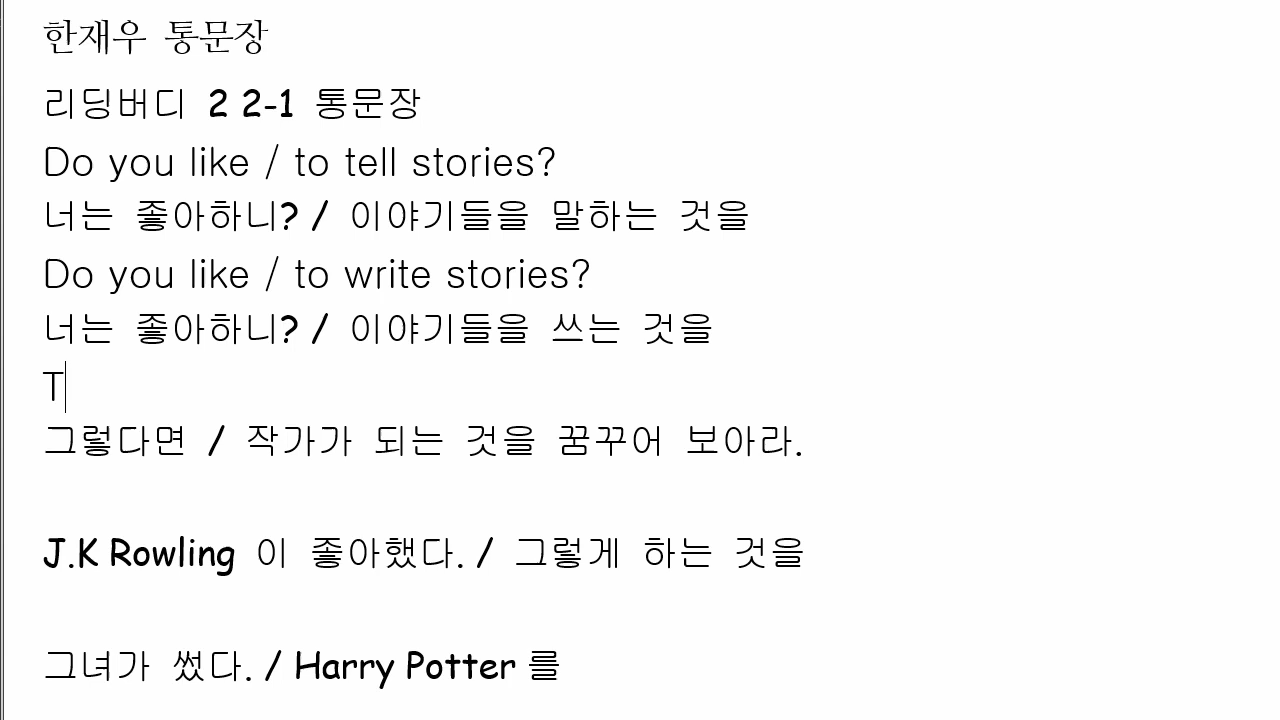 한재우 통문장
리딩버디 2 2-1 통문장
Do you like / to tell stories?
너는 좋아하니? / 이야기들을 말하는 것을
Do you like / to write stories?
너는 좋아하니? / 이야기들을 쓰는 것을
T
그렇다면 / 작가가 되는 것을 꿈꾸어 보아라.
J.K Rowling 이 좋아했다. / 그렇게 하는 것을
그녀가 썼다. / Harry Potter 를